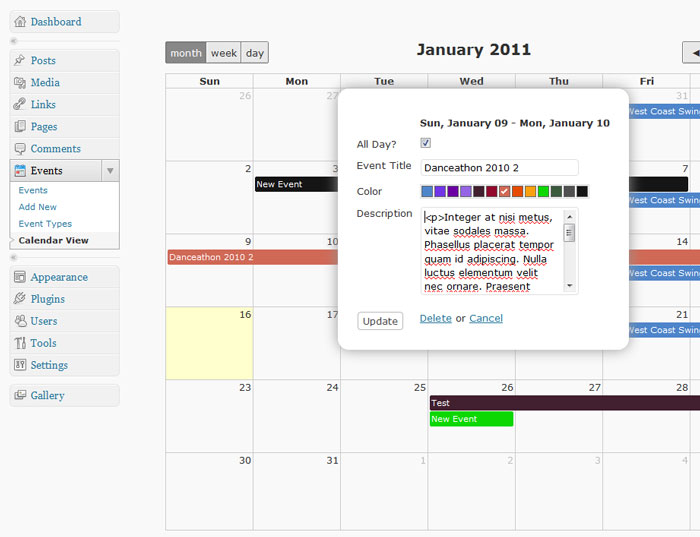 Dashboard
Posts
Media
Links
Pages
Comments
Events
Events
Add New
Event Types
Calendar View
Appearance
Plugins
Users
Tools
Settings
Gallery
month week day
January 2011
Sun Mon Tue Wed Thu Fri
26 27 31
West Coast Swin
2 3 7
New Event
9 10 14
Danceathon 2010 2
West Coast Swin
16 17 21
West Coast Swin
23 24 25 26 27 28
Test
New Event
30 31 1 2 3 4
Sun, January 09 - Mon, January 10
All Day?
Event Title Danceathon 2010 2
Color
Description <p>Integer at nisi metus,
vitae sodales massa.
Phasellus placerat tempor
quam id adipiscing. Nulla
luctus elementum velit
nec ornare. Praesent
Update Delete or Cancel